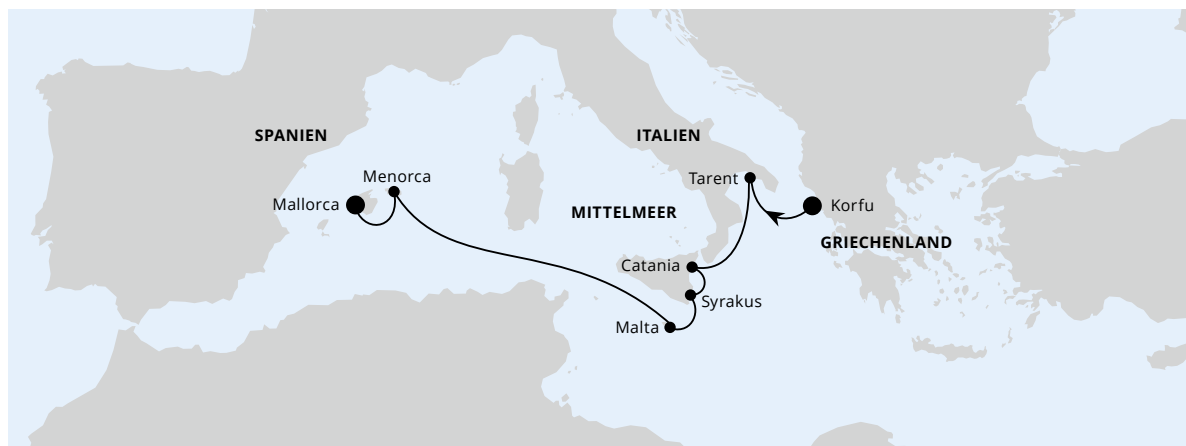 SPANIEN
ITALIEN
Menorca
Tarent
Mallorca
Korfu
MITTELMEER
GRIECHENLAND
Catania
Syrakus
Malta